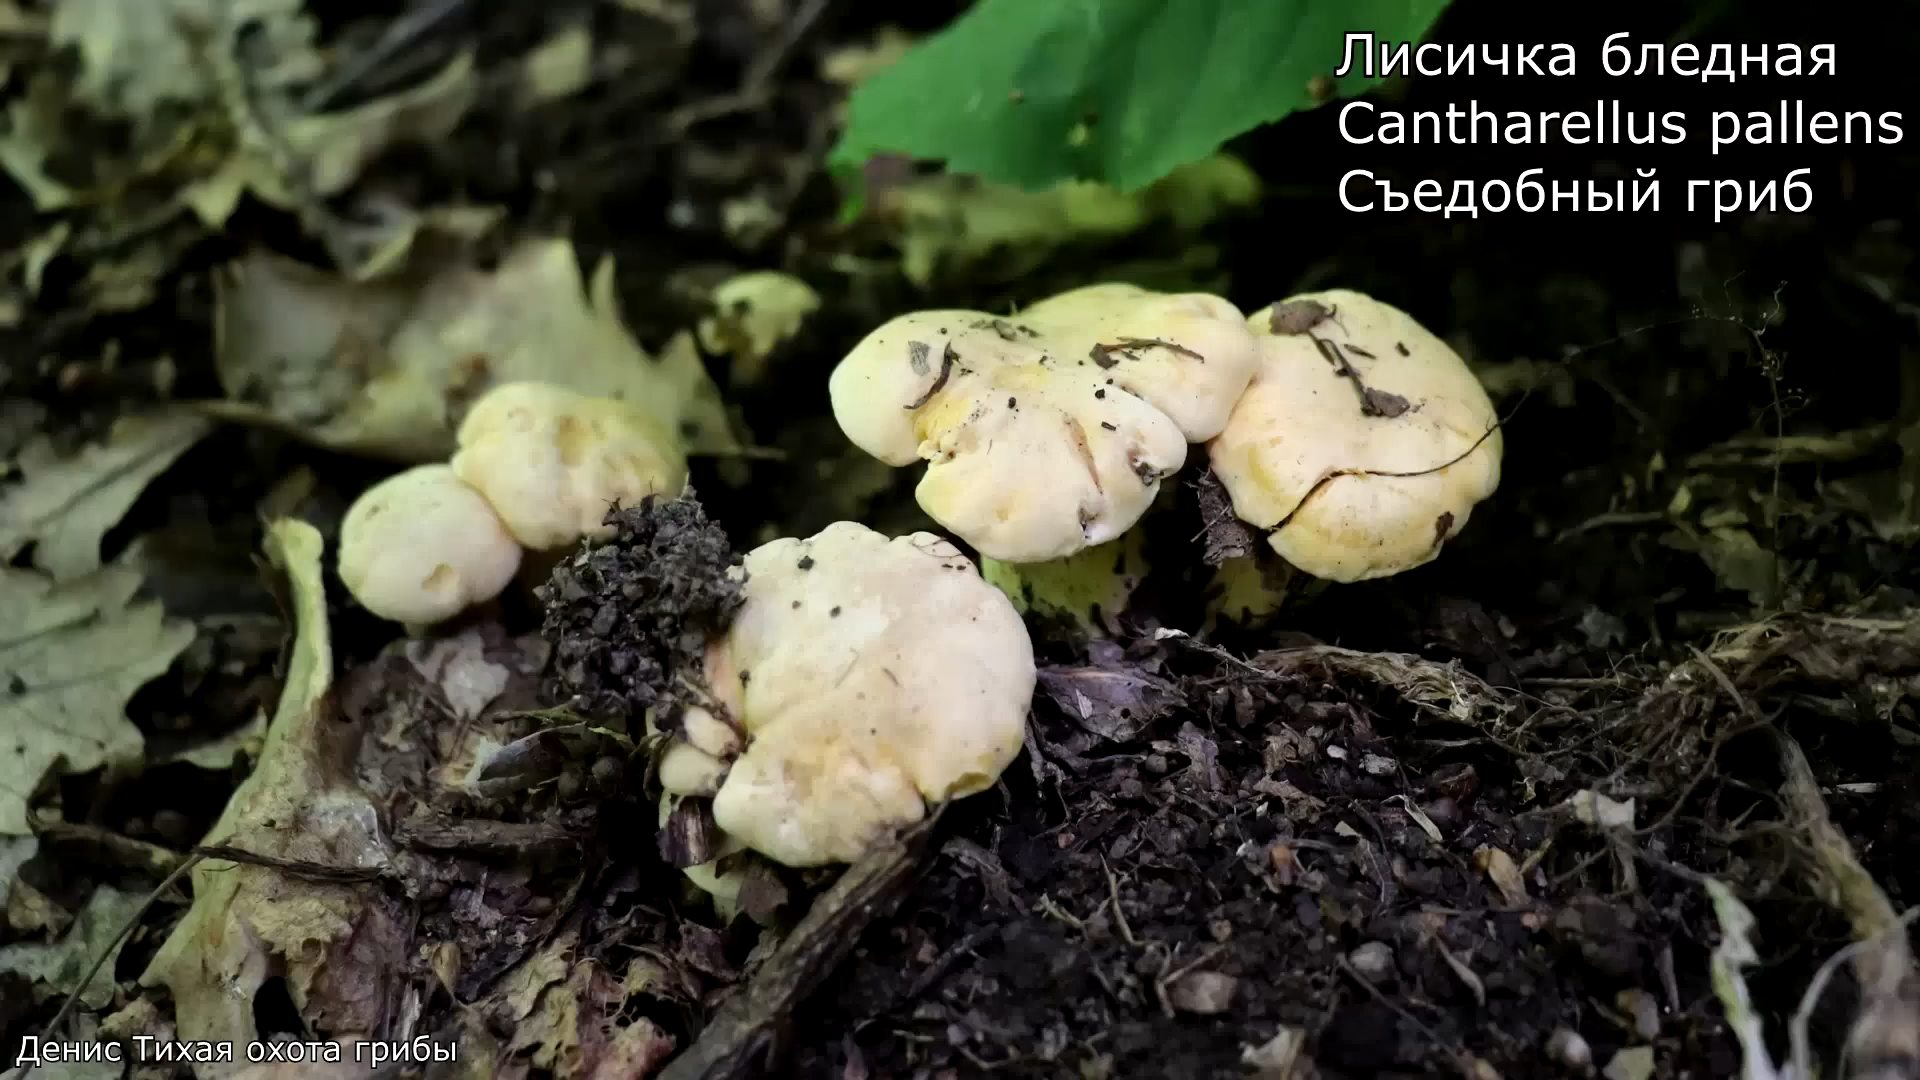 Лисичка бледная
Cantharellus pallens
Съедобный гриб
Денис Тихая охота грибы